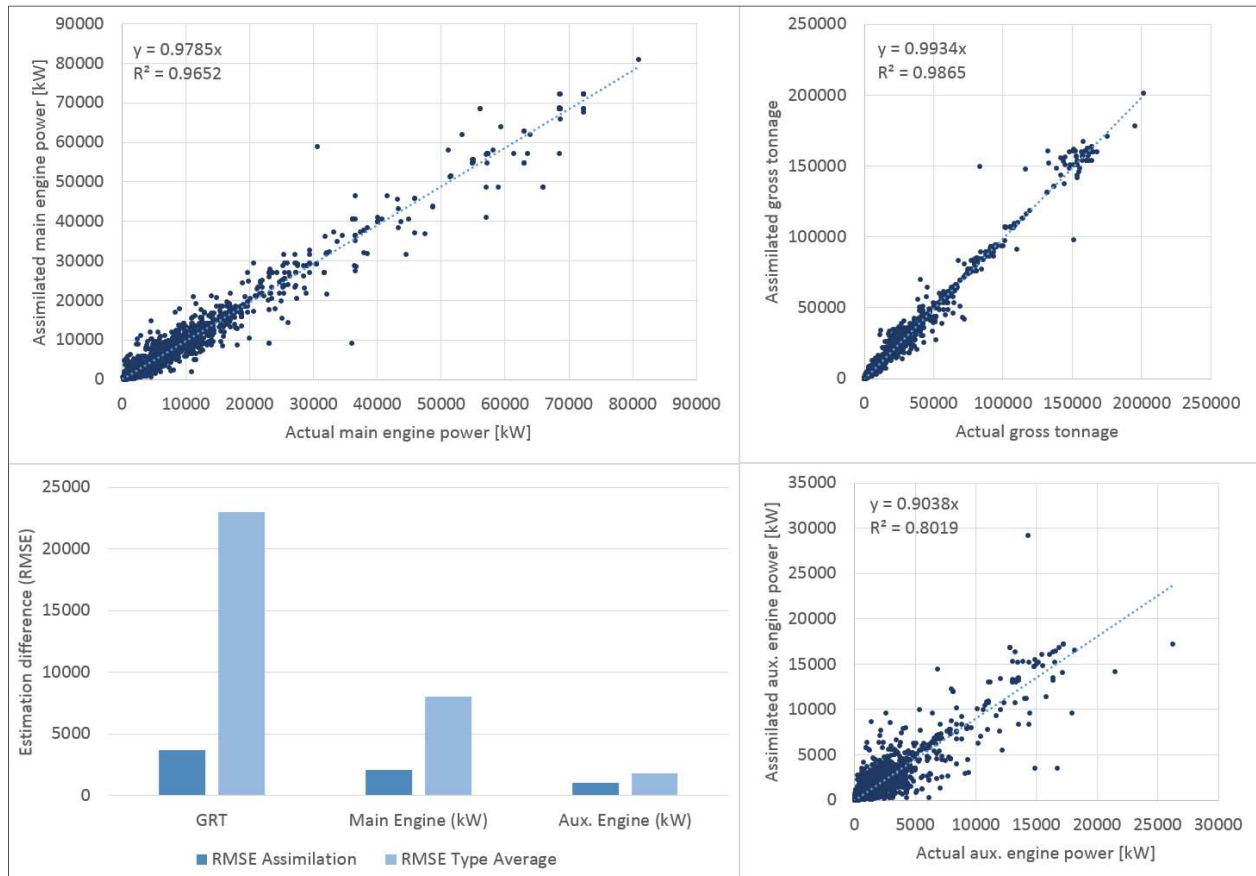 90000
80000
70000
60000
50000
40000
30000
20000
10000
0
y = 0.9785x
R² = 0.9652
Assimilated main engine power [kW]
0 10000 20000 30000 40000 50000 60000 70000 80000 90000
Actual main engine power [kW]
250000
200000
150000
100000
50000
0
y = 0.9934x
R² = 0.9865
Assimilated gross tonnage
0 50000 100000 150000 200000 250000
Actual gross tonnage
25000
20000
15000
10000
5000
0
Estimation difference (RMSE)
GRT Main Engine (kW) Aux. Engine (kW)
RMSE Assimilation RMSE Type Average
35000
30000
25000
20000
15000
10000
5000
0
y = 0.9038x
R² = 0.8019
Assimilated aux. engine power [kW]
0 5000 10000 15000 20000 25000 30000
Actual aux. engine power [kW]